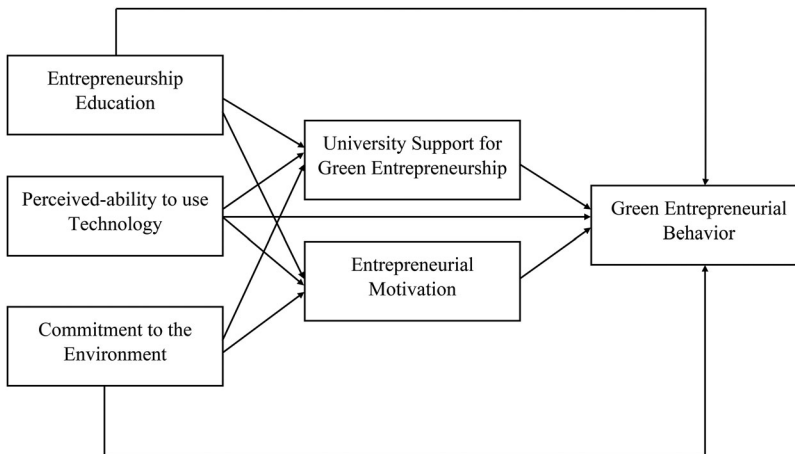 Entrepreneurship
Education
Perceived-ability to use
Technology
Commitment to the
Environment
University Support for
Green Entrepreneurship
Entrepreneurial
Motivation
Green Entrepreneurial
Behavior